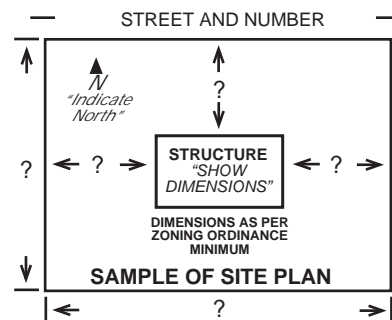 STREET AND NUMBER
N
"Indicate
North"
?
?
?
STRUCTURE
"SHOW
DIMENSIONS"
?
DIMENSIONS AS PER
ZONING ORDINANCE
MINIMUM
SAMPLE OF SITE PLAN
?